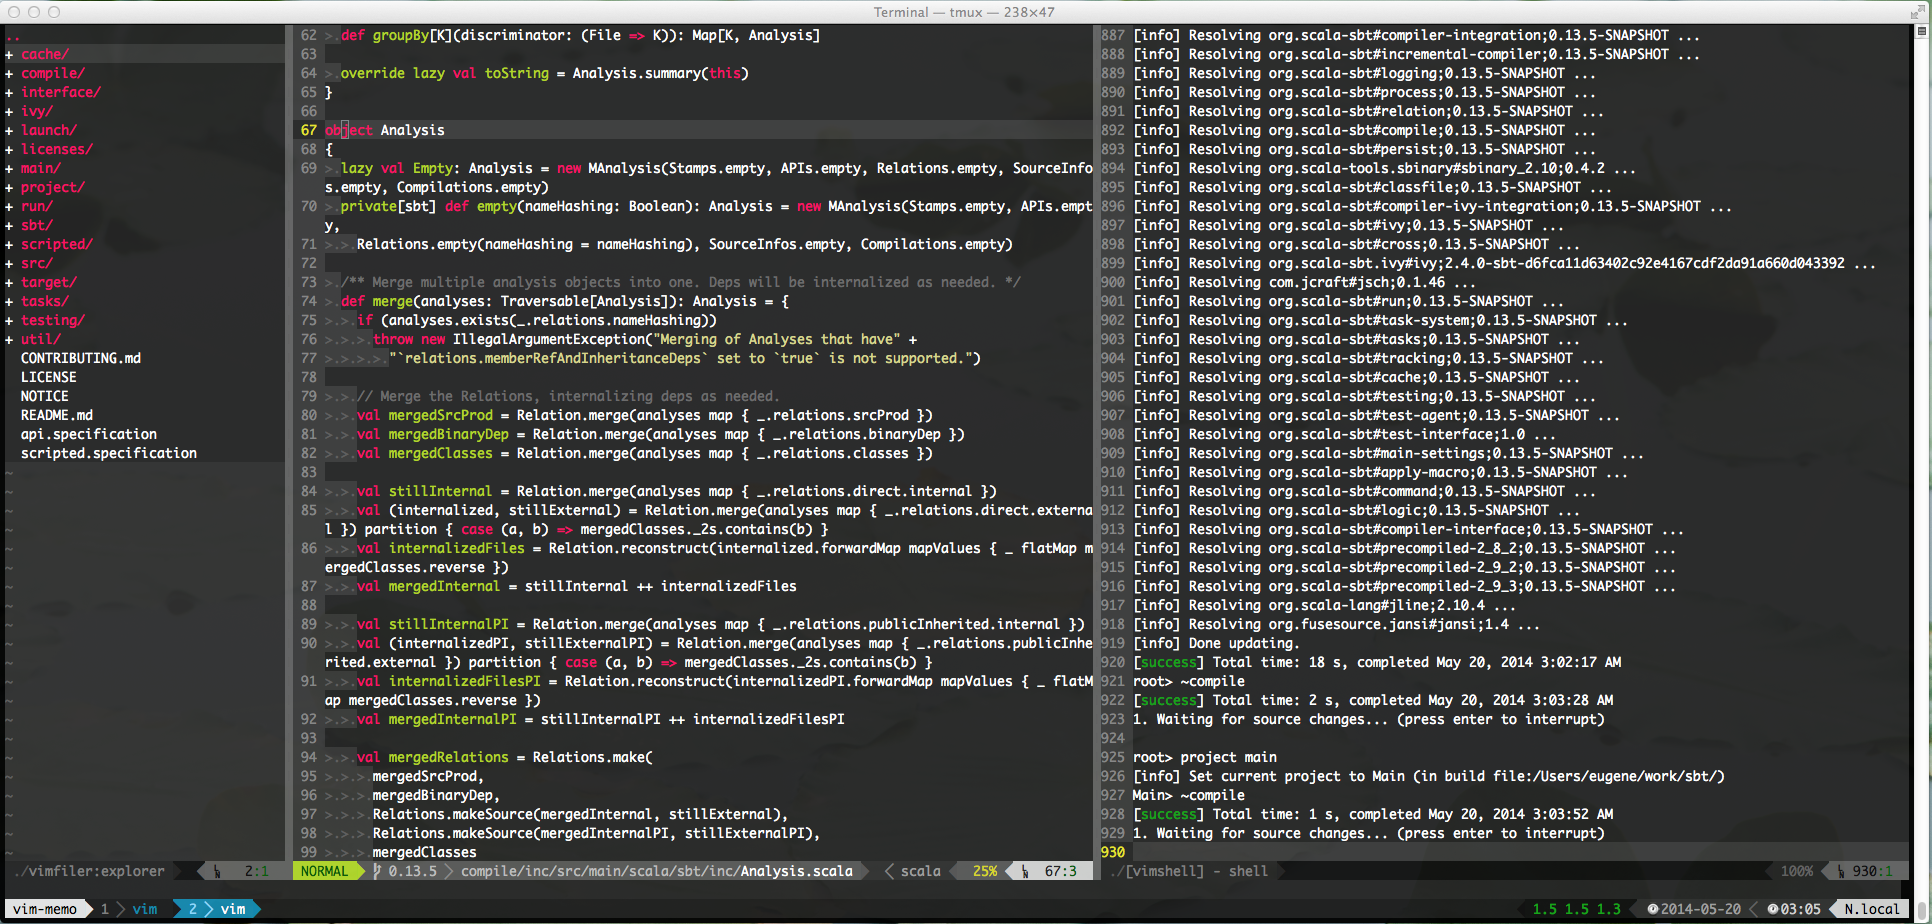 Terminal — tmux — 238×47
..
+ cache/
+ compile/
+ interface/
+ ivy/
+ launch/
+ licenses/
+ main/
+ project/
+ run/
+ sbt/
+ scripted/
+ src/
+ target/
+ tasks/
+ testing/
+ util/
CONTRIBUTING.md
LICENSE
NOTICE
README.md
api.specification
scripted.specification
./vimfiler:explorer
2:1
62 >.def groupBy[K](discriminator: (File => K)): Map[K, Analysis]
63
64 >.override lazy val toString = Analysis.summary(this)
65 }
66
67 object Analysis
68 {
69 >.lazy val Empty: Analysis = new MAnalysis(Stamps.empty, APIs.empty, Relations.empty, SourceInfo
s.empty, Compilations.empty)
70 >.private[sbt] def empty(nameHashing: Boolean): Analysis = new MAnalysis(Stamps.empty, APIs.empt
y,
71 >.>.Relations.empty(nameHashing = nameHashing), SourceInfos.empty, Compilations.empty)
72
73 >./** Merge multiple analysis objects into one. Deps will be internalized as needed. */
74 >.def merge(analyses: Traversable[Analysis]): Analysis = {
75 >.>.if (analyses.exists(_.relations.nameHashing))
76 >.>.>.throw new IllegalArgumentException("Merging of Analyses that have" +
77 >.>.>.>."`relations.memberRefAndInheritanceDeps` set to `true` is not supported.")
78
79 >.>.// Merge the Relations, internalizing deps as needed.
80 >.>.val mergedSrcProd = Relation.merge(analyses map { _.relations.srcProd })
81 >.>.val mergedBinaryDep = Relation.merge(analyses map { _.relations.binaryDep })
82 >.>.val mergedClasses = Relation.merge(analyses map { _.relations.classes })
83
84 >.>.val stillInternal = Relation.merge(analyses map { _.relations.direct.internal })
85 >.>.val (internalized, stillExternal) = Relation.merge(analyses map { _.relations.direct.externa
l }) partition { case (a, b) => mergedClasses._2s.contains(b) }
86 >.>.val internalizedFiles = Relation.reconstruct(internalized.forwardMap mapValues { _ flatMap m
ergedClasses.reverse })
87 >.>.val mergedInternal = stillInternal ++ internalizedFiles
88
89 >.>.val stillInternalPI = Relation.merge(analyses map { _.relations.publicInherited.internal })
90 >.>.val (internalizedPI, stillExternalPI) = Relation.merge(analyses map { _.relations.publicInhe
rited.external }) partition { case (a, b) => mergedClasses._2s.contains(b) }
91 >.>.val internalizedFilesPI = Relation.reconstruct(internalizedPI.forwardMap mapValues { _ flatM
ap mergedClasses.reverse })
92 >.>.val mergedInternalPI = stillInternalPI ++ internalizedFilesPI
93
94 >.>.val mergedRelations = Relations.make(
95 >.>.>.mergedSrcProd,
96 >.>.>.mergedBinaryDep,
97 >.>.>.Relations.makeSource(mergedInternal, stillExternal),
98 >.>.>.Relations.makeSource(mergedInternalPI, stillExternalPI),
99 >.>.>.mergedClasses
NORMAL 0.13.5 compile/inc/src/main/scala/sbt/inc/Analysis.scala scala 25% 67:3
887 [info] Resolving org.scala-sbt#compiler-integration;0.13.5-SNAPSHOT ...
888 [info] Resolving org.scala-sbt#incremental-compiler;0.13.5-SNAPSHOT ...
889 [info] Resolving org.scala-sbt#logging;0.13.5-SNAPSHOT ...
890 [info] Resolving org.scala-sbt#process;0.13.5-SNAPSHOT ...
891 [info] Resolving org.scala-sbt#relation;0.13.5-SNAPSHOT ...
892 [info] Resolving org.scala-sbt#compile;0.13.5-SNAPSHOT ...
893 [info] Resolving org.scala-sbt#persist;0.13.5-SNAPSHOT ...
894 [info] Resolving org.scala-tools.sbinary#sbinary_2.10;0.4.2 ...
895 [info] Resolving org.scala-sbt#classfile;0.13.5-SNAPSHOT ...
896 [info] Resolving org.scala-sbt#compiler-ivy-integration;0.13.5-SNAPSHOT ...
897 [info] Resolving org.scala-sbt#ivy;0.13.5-SNAPSHOT ...
898 [info] Resolving org.scala-sbt#cross;0.13.5-SNAPSHOT ...
899 [info] Resolving org.scala-sbt.ivy#ivy;2.4.0-sbt-d6fca11d63402c92e4167cdf2da91a660d043392 ...
900 [info] Resolving com.jcraft#jsch;0.1.46 ...
901 [info] Resolving org.scala-sbt#run;0.13.5-SNAPSHOT ...
902 [info] Resolving org.scala-sbt#task-system;0.13.5-SNAPSHOT ...
903 [info] Resolving org.scala-sbt#tasks;0.13.5-SNAPSHOT ...
904 [info] Resolving org.scala-sbt#tracking;0.13.5-SNAPSHOT ...
905 [info] Resolving org.scala-sbt#cache;0.13.5-SNAPSHOT ...
906 [info] Resolving org.scala-sbt#testing;0.13.5-SNAPSHOT ...
907 [info] Resolving org.scala-sbt#test-agent;0.13.5-SNAPSHOT ...
908 [info] Resolving org.scala-sbt#test-interface;1.0 ...
909 [info] Resolving org.scala-sbt#main-settings;0.13.5-SNAPSHOT ...
910 [info] Resolving org.scala-sbt#apply-macro;0.13.5-SNAPSHOT ...
911 [info] Resolving org.scala-sbt#command;0.13.5-SNAPSHOT ...
912 [info] Resolving org.scala-sbt#logic;0.13.5-SNAPSHOT ...
913 [info] Resolving org.scala-sbt#compiler-interface;0.13.5-SNAPSHOT ...
914 [info] Resolving org.scala-sbt#precompiled-2_8_2;0.13.5-SNAPSHOT ...
915 [info] Resolving org.scala-sbt#precompiled-2_9_2;0.13.5-SNAPSHOT ...
916 [info] Resolving org.scala-sbt#precompiled-2_9_3;0.13.5-SNAPSHOT ...
917 [info] Resolving org.scala-lang#jline;2.10.4 ...
918 [info] Resolving org.fusesource.jansi#jansi;1.4 ...
919 [info] Done updating.
920 [success] Total time: 18 s, completed May 20, 2014 3:02:17 AM
921 root> ~compile
922 [success] Total time: 2 s, completed May 20, 2014 3:03:28 AM
923 1. Waiting for source changes... (press enter to interrupt)
924
925 root> project main
926 [info] Set current project to Main (in build file:/Users/eugene/work/sbt/)
927 Main> ~compile
928 [success] Total time: 1 s, completed May 20, 2014 3:03:52 AM
929 1. Waiting for source changes... (press enter to interrupt)
930
./[vimshell] - shell 100% 930:1
vim-memo 1 vim 2 vim
1.5 1.5 1.3 2014-05-20 03:05 N.local